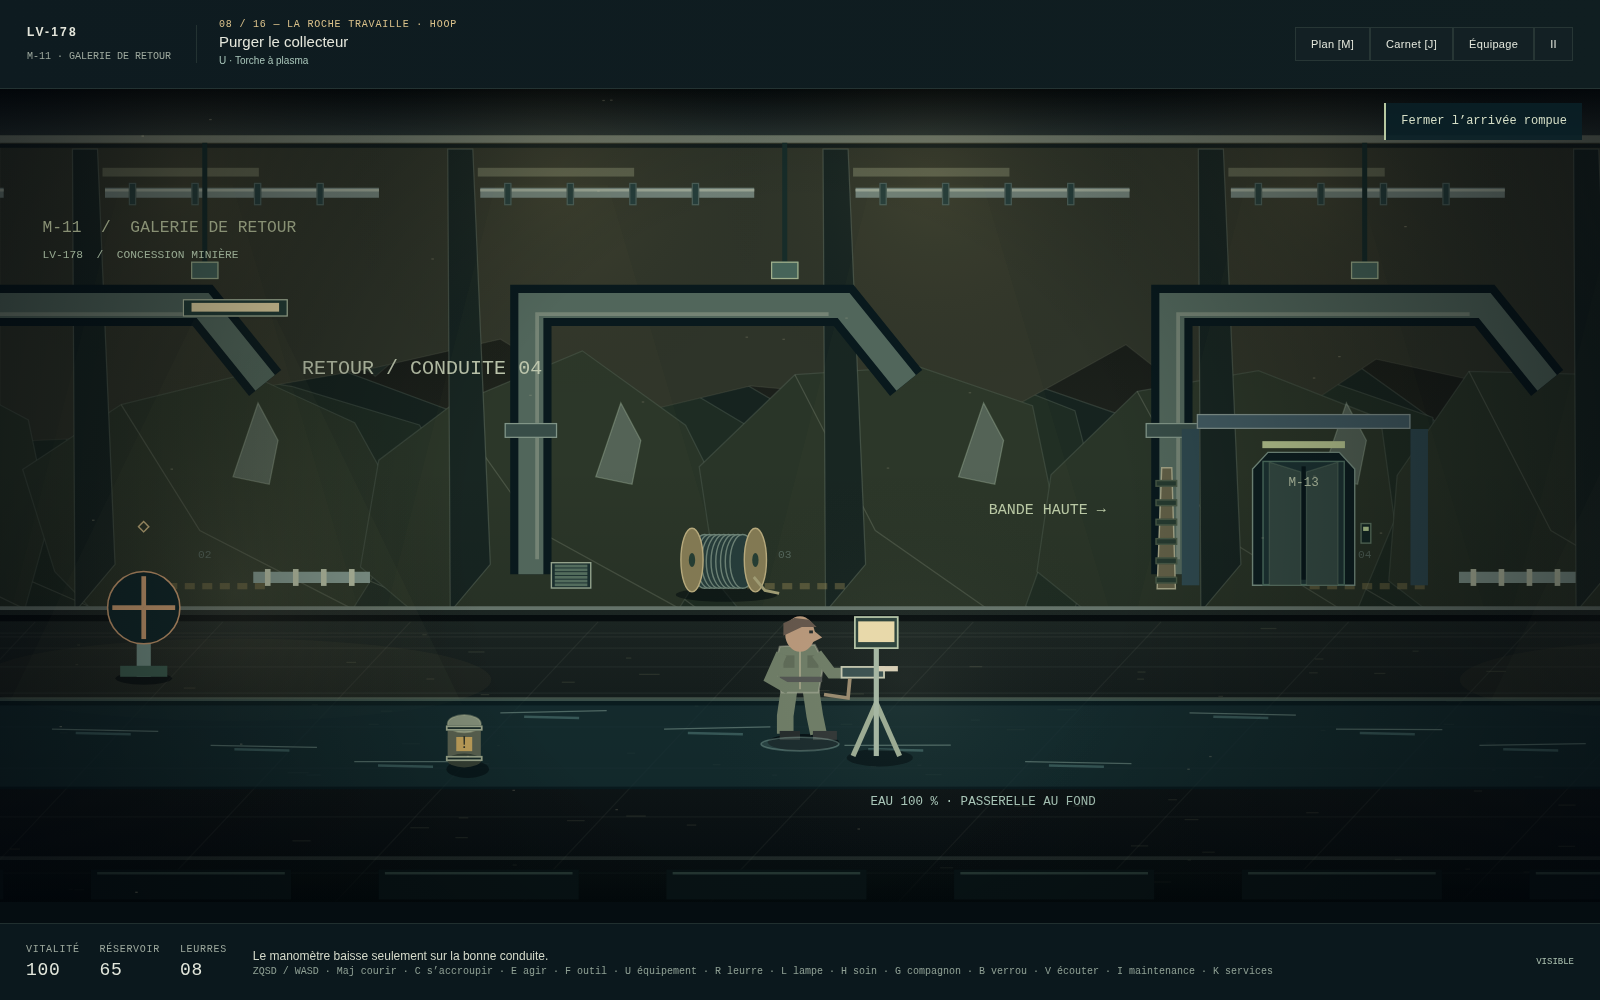 LV-178
M-11 · GALERIE DE RETOUR
08 / 16 — LA ROCHE TRAVAILLE · HOOP
Purger le collecteur
U · Torche à plasma
Plan [M]
Carnet [J]
Équipage
II
Fermer l’arrivée rompue
M-11 / GALERIE DE RETOUR
LV-178 / CONCESSION MINIÈRE
RETOUR / CONDUITE 04
M-13
BANDE HAUTE →
02
03
04
!
EAU 100 % · PASSERELLE AU FOND
VITALITÉ
100
RÉSERVOIR
65
LEURRES
08
Le manomètre baisse seulement sur la bonne conduite.
ZQSD / WASD · Maj courir · C s’accroupir · E agir · F outil · U équipement · R leurre · L lampe · H soin · G compagnon · B verrou · V écouter · I maintenance · K services
VISIBLE